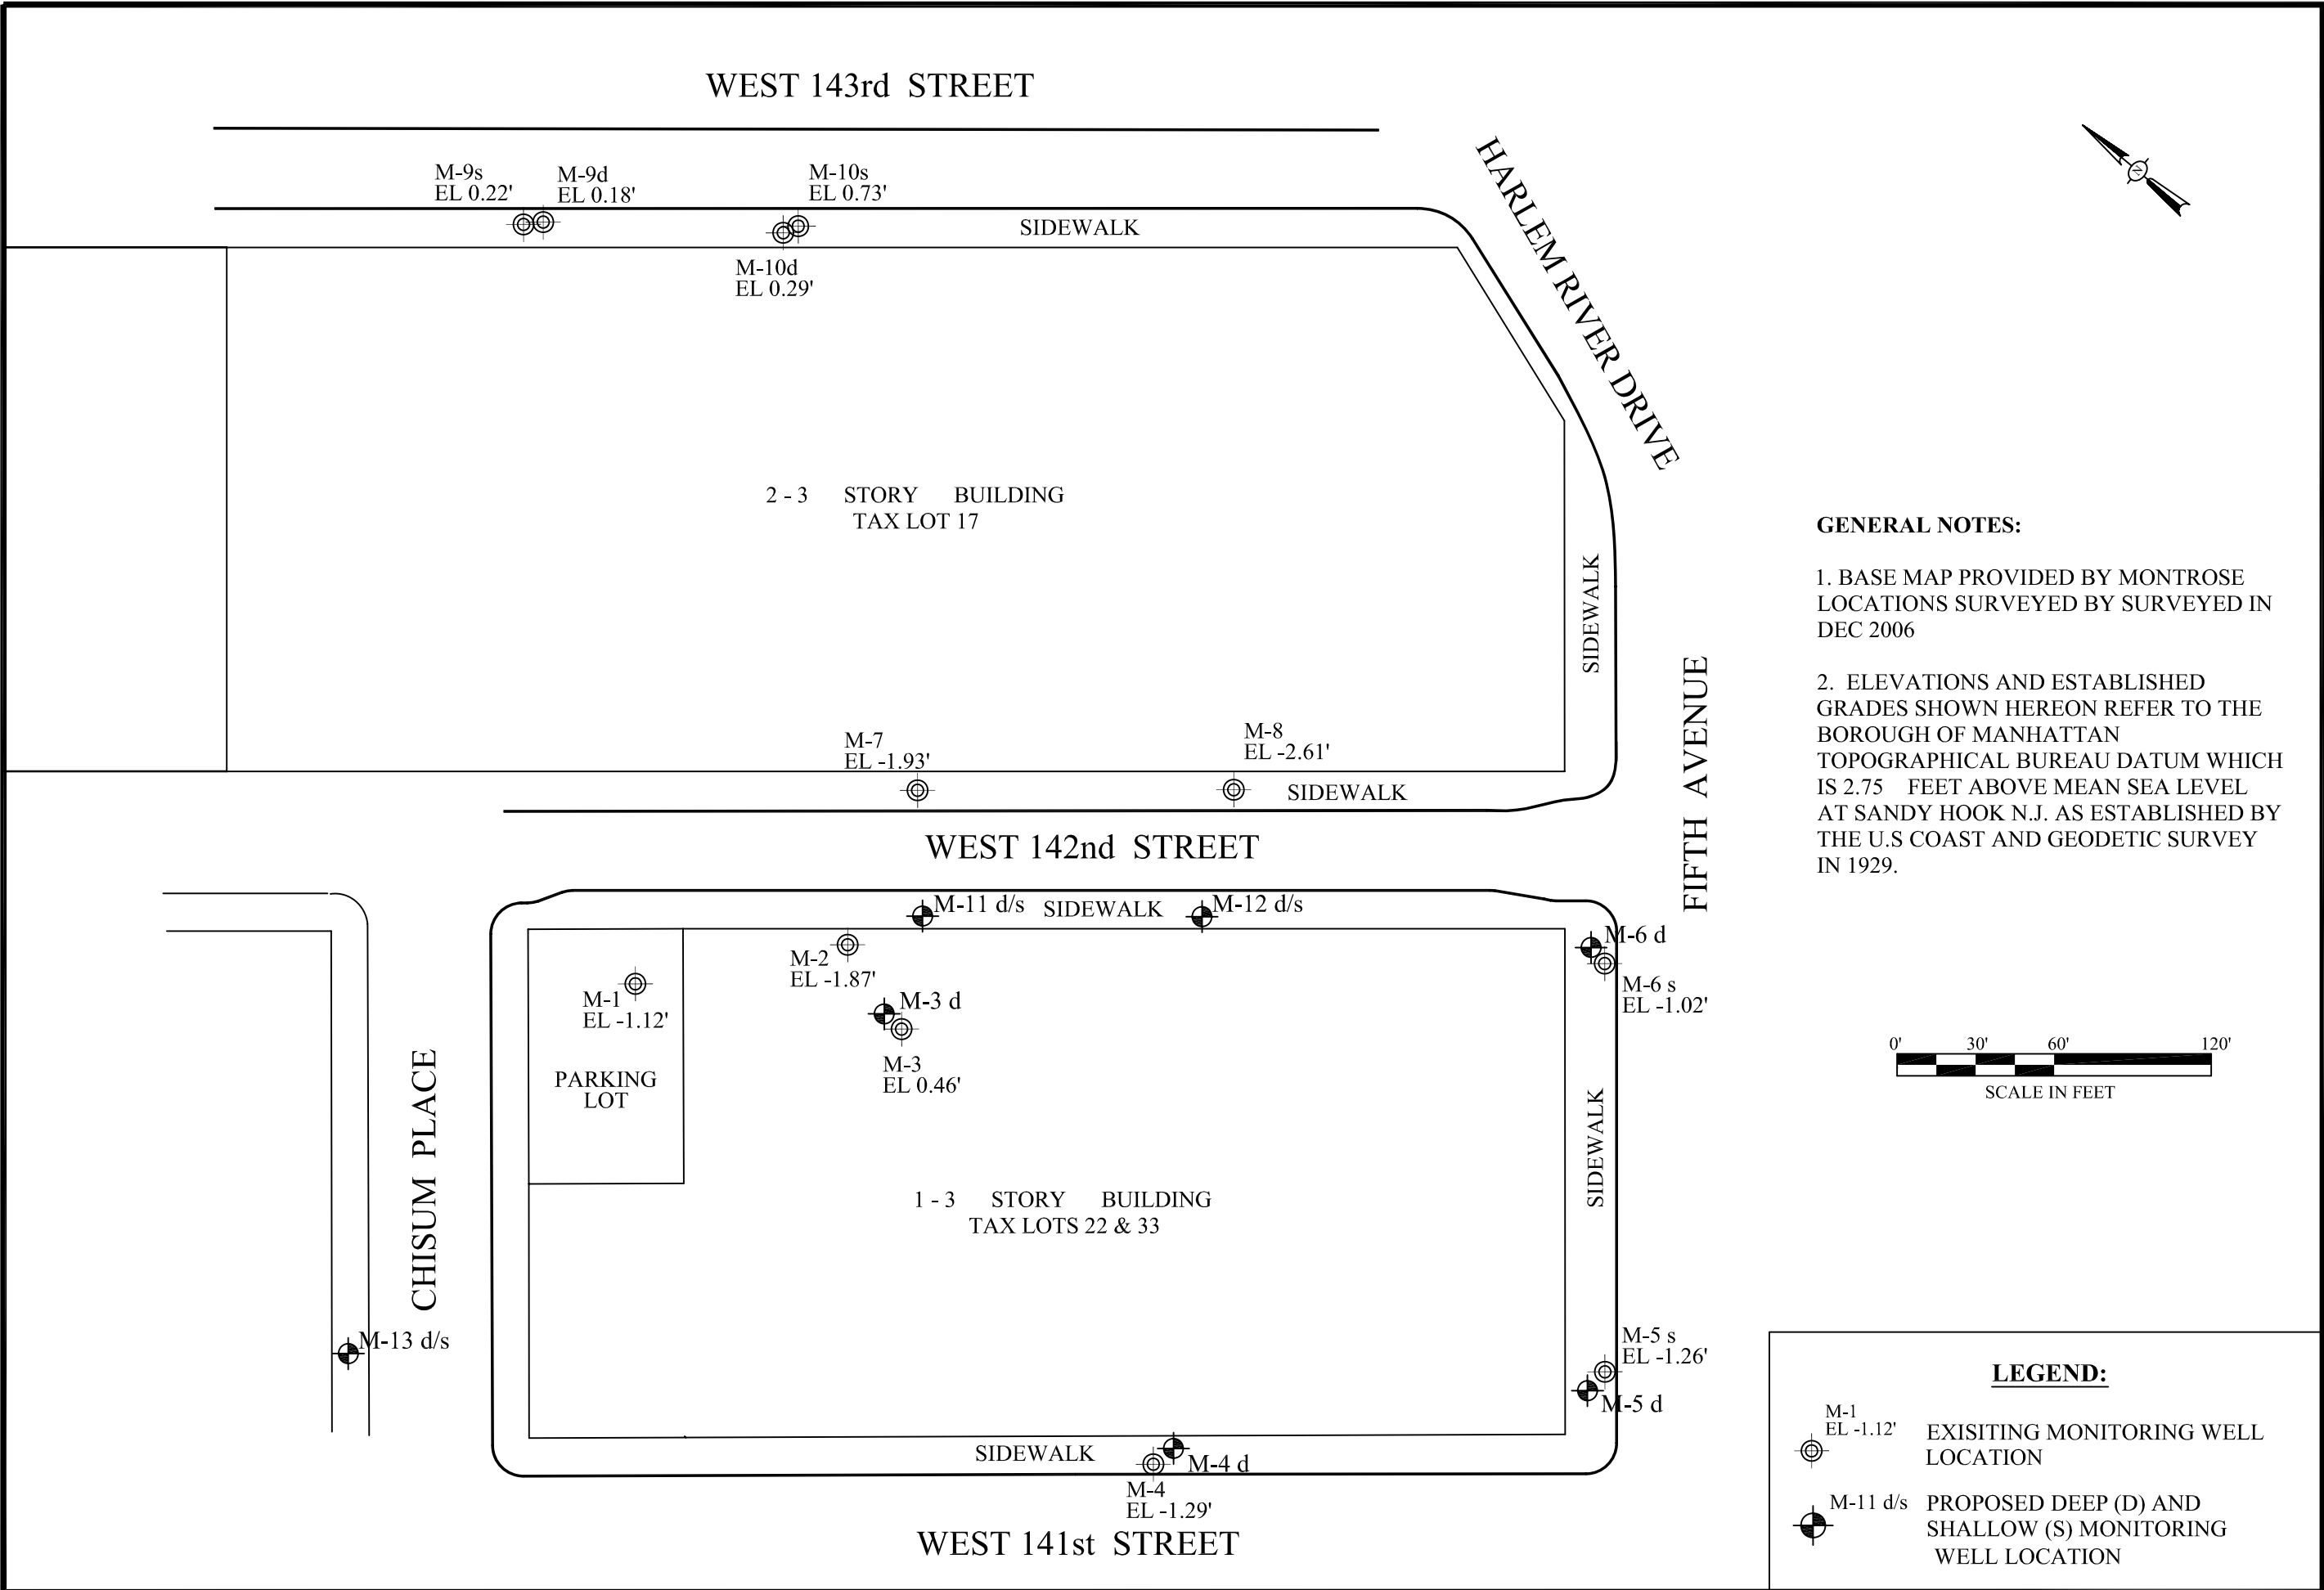 WEST 143rd STREET
M-9s
EL 0.22'
M-9d
EL 0.18'
M-10s
EL 0.73'
SIDEWALK
M-10d
EL 0.29'
HARLEM RIVER DRIVE
N
2 - 3 STORY BUILDING
TAX LOT 17
SIDEWALK
GENERAL NOTES:
1. BASE MAP PROVIDED BY MONTROSE
LOCATIONS SURVEYED BY SURVEYED IN
DEC 2006
2. ELEVATIONS AND ESTABLISHED
GRADES SHOWN HEREON REFER TO THE
BOROUGH OF MANHATTAN
TOPOGRAPHICAL BUREAU DATUM WHICH
IS 2.75 FEET ABOVE MEAN SEA LEVEL
AT SANDY HOOK N.J. AS ESTABLISHED BY
THE U.S COAST AND GEODETIC SURVEY
IN 1929.
M-7
EL -1.93'
M-8
EL -2.61'
SIDEWALK
FIFTH AVENUE
WEST 142nd STREET
M-11 d/s
SIDEWALK
M-12 d/s
M-6 d
M-6 s
EL -1.02'
M-2
EL -1.87'
M-1
EL -1.12'
M-3 d
M-3
EL 0.46'
PARKING
LOT
CHISUM PLACE
0' 30' 60' 120'
SCALE IN FEET
SIDEWALK
1 - 3 STORY BUILDING
TAX LOTS 22 & 33
M-13 d/s
M-5 s
EL -1.26'
M-5 d
SIDEWALK
M-4 d
M-4
EL -1.29'
WEST 141st STREET
LEGEND:
M-1
EL -1.12'
EXISITING MONITORING WELL
LOCATION
M-11 d/s
PROPOSED DEEP (D) AND
SHALLOW (S) MONITORING
WELL LOCATION